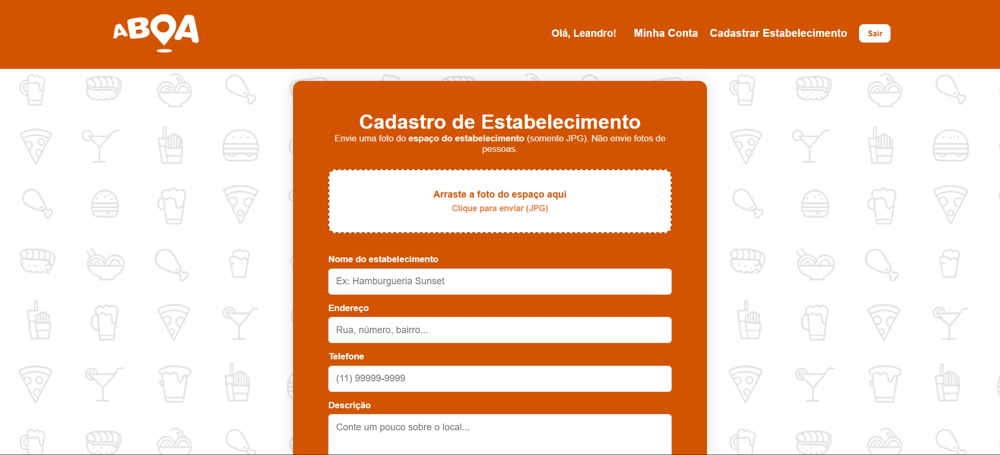 ABOA
Olá, Leandro!
Minha Conta
Cadastrar Estabelecimento
Sair
Cadastro de Estabelecimento
Envie uma foto do espaço do estabelecimento (somente JPG). Não envie fotos de
pessoas.
Arraste a foto do espaço aqui
Clique para enviar (JPG)
Nome do estabelecimento
Ex: Hamburgueria Sunset
Endereço
Rua, número, bairro...
Telefone
(11) 99999-9999
Descrição
Conte um pouco sobre o local...